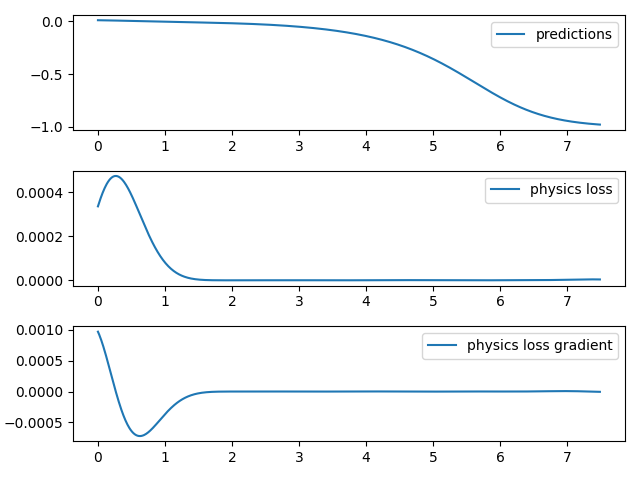 0.0
−0.5
−1.0
predictions
0 1 2 3 4 5 6 7
0.0004
0.0002
0.0000
physics loss
0 1 2 3 4 5 6 7
0.0010
0.0005
0.0000
−0.0005
physics loss gradient
0 1 2 3 4 5 6 7